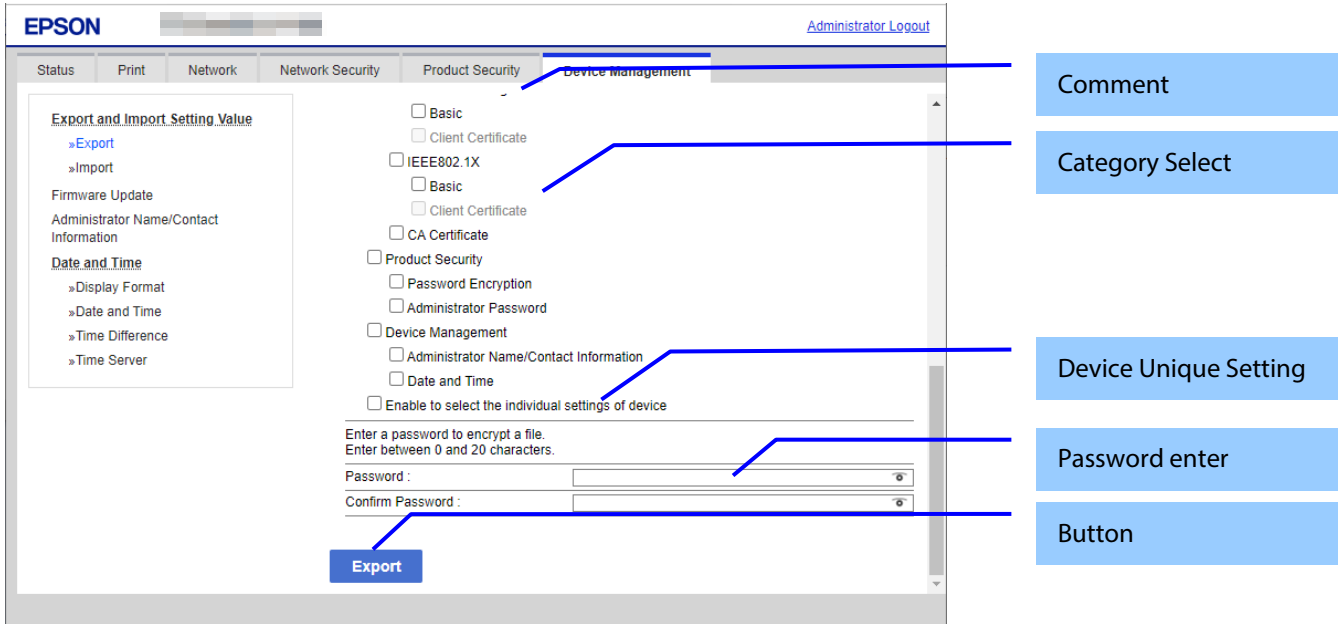 EPSON
Administrator Logout
Status Print Network Network Security Product Security Device Management
Export and Import Setting Value
»Export
»Import
Firmware Update
Administrator Name/Contact
Information
Date and Time
»Display Format
»Date and Time
»Time Difference
»Time Server
Basic
Client Certificate
IEEE802.1X
Basic
Client Certificate
CA Certificate
Product Security
Password Encryption
Administrator Password
Device Management
Administrator Name/Contact Information
Date and Time
Enable to select the individual settings of device
Enter a password to encrypt a file.
Enter between 0 and 20 characters.
Password :
Confirm Password :
Export
Comment
Category Select
Device Unique Setting
Password enter
Button